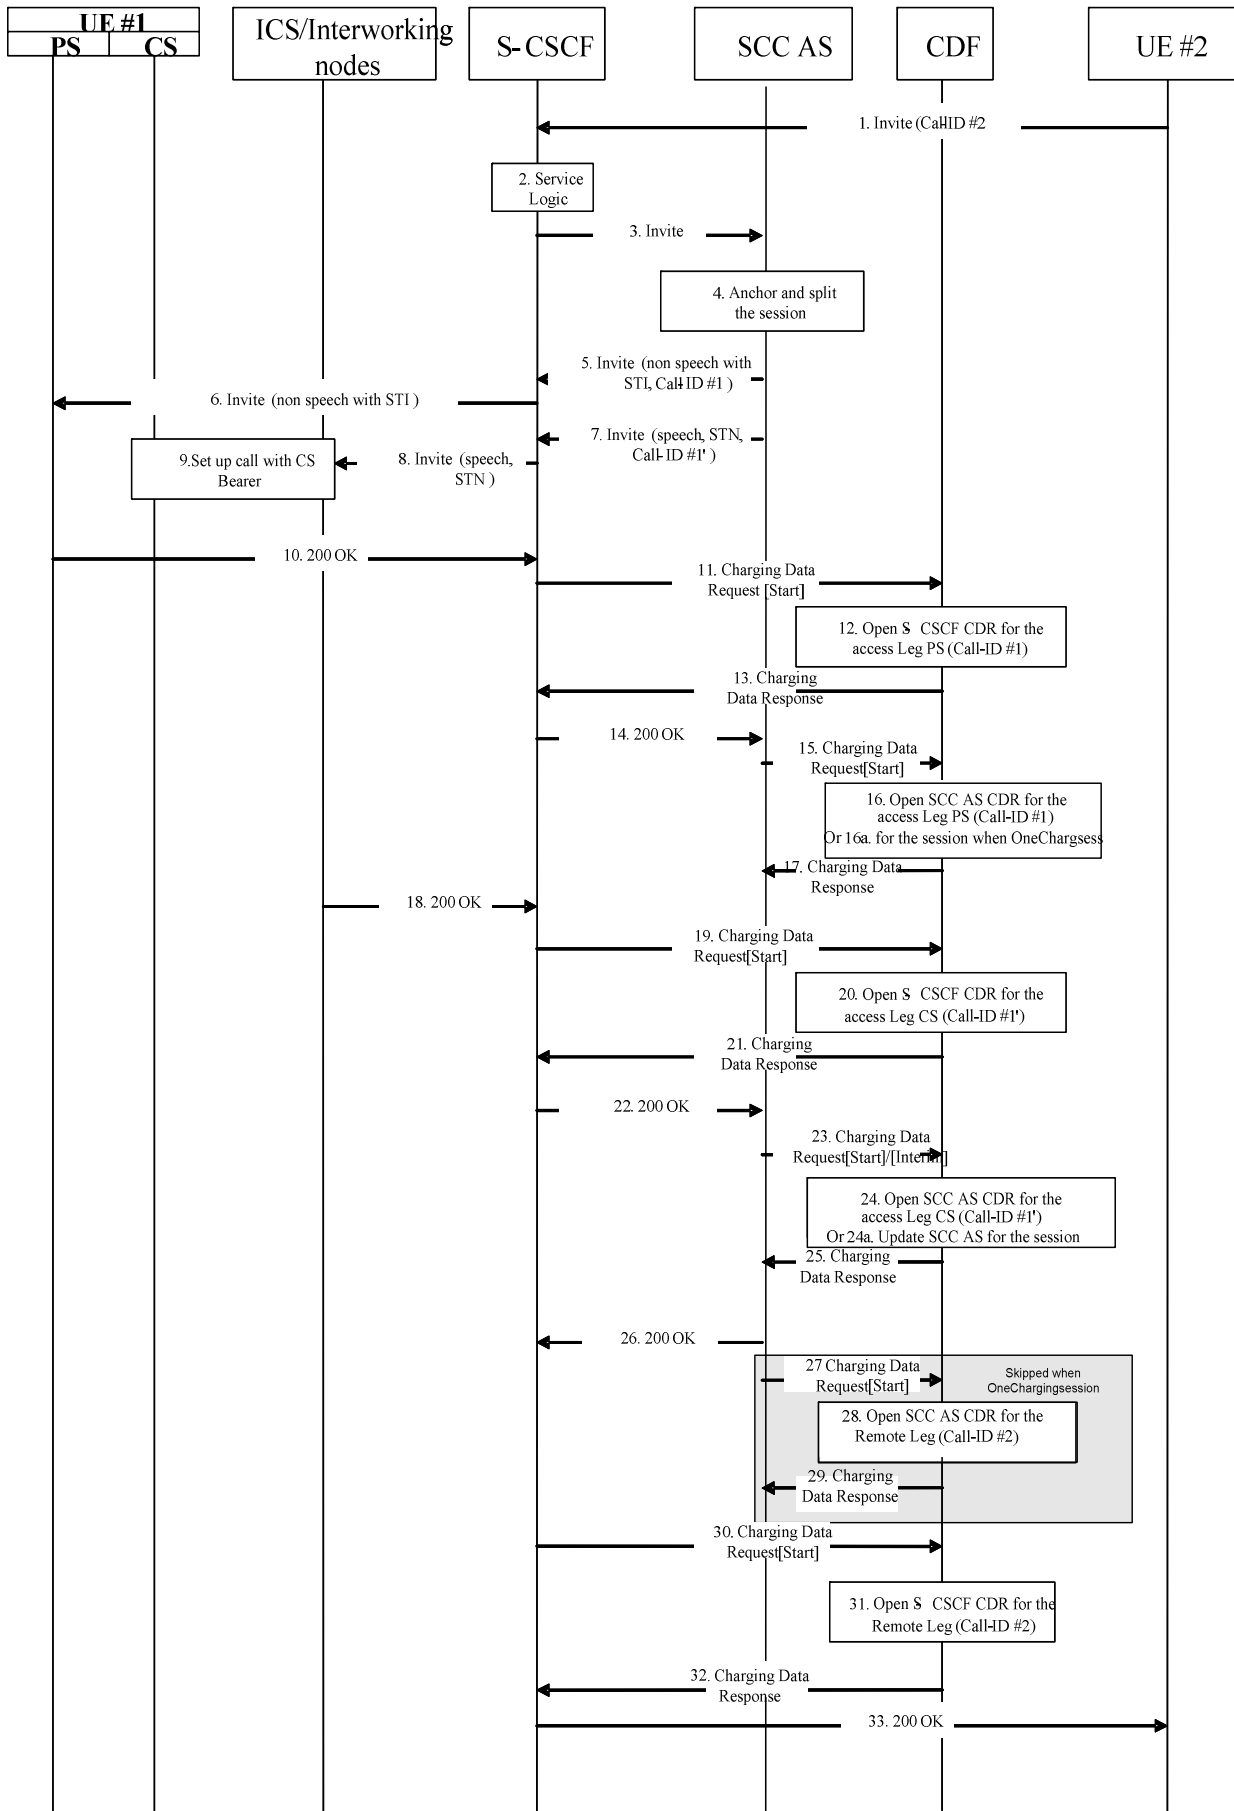 UE #1
PS CS
ICS/Interworking
nodes
S-CSCF
SCC AS
CDF
UE #2
1. Invite (Call-ID #2
2. Service
Logic
3. Invite
4. Anchor and split
the session
5. Invite (non speech with
STI, Call-ID #1 )
6. Invite (non speech with STI )
7. Invite (speech, STN,
Call-ID #1' )
8. Invite (speech,
STN )
9.Set up call with CS
Bearer
10. 200 OK
11. Charging Data
Request [Start]
12. Open S- CSCF CDR for the
access Leg PS (Call-ID #1)
13. Charging
Data Response
14. 200 OK
15. Charging Data
Request[Start]
16. Open SCC AS CDR for the
access Leg PS (Call-ID #1)
Or 16a. for the session when OneChargsess
17. Charging Data
Response
18. 200 OK
19. Charging Data
Request[Start]
20. Open S- CSCF CDR for the
access Leg CS (Call-ID #1')
21. Charging
Data Response
22. 200 OK
23. Charging Data
Request[Start]/[Interim]
24. Open SCC AS CDR for the
access Leg CS (Call-ID #1')
Or 24a. Update SCC AS for the session
25. Charging
Data Response
26. 200 OK
27 Charging Data
Request[Start]
Skipped when
OneChargingsession
28. Open SCC AS CDR for the
Remote Leg (Call-ID #2)
29. Charging
Data Response
30. Charging Data
Request[Start]
31. Open S- CSCF CDR for the
Remote Leg (Call-ID #2)
32. Charging Data
Response
33. 200 OK